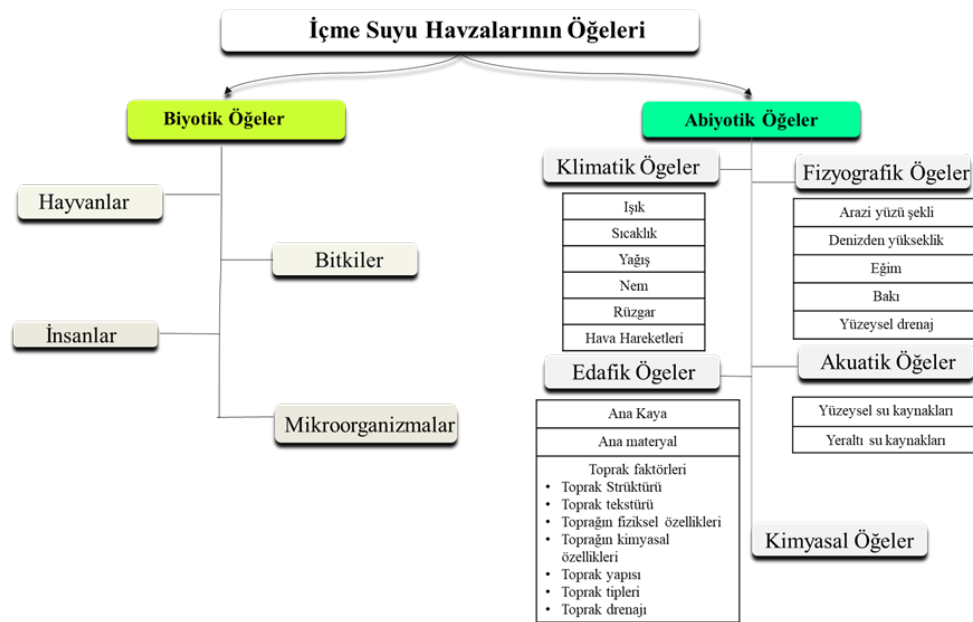 İçme Suyu Havzalarının Öğeleri
Biyotik Öğeler
Hayvanlar
Bitkiler
İnsanlar
Mikroorganizmalar
Abiyotik Öğeler
Klimatik Ögeler
Işık
Sıcaklık
Yağış
Nem
Rüzgar
Hava Hareketleri
Fizyografik Ögeler
Arazi yüzü şekli
Denizden yükseklik
Eğim
Bakı
Yüzeysel drenaj
Edafik Ögeler
Ana Kaya
Ana materyal
Toprak faktörleri
• Toprak Strüktürü
• Toprak tekstürü
• Toprağın fiziksel özellikleri
• Toprağın kimyasal
özellikleri
• Toprak yapısı
• Toprak tipleri
• Toprak drenajı
Akuatik Öğeler
Yüzeysel su kaynakları
Yeraltı su kaynakları
Kimyasal Öğeler